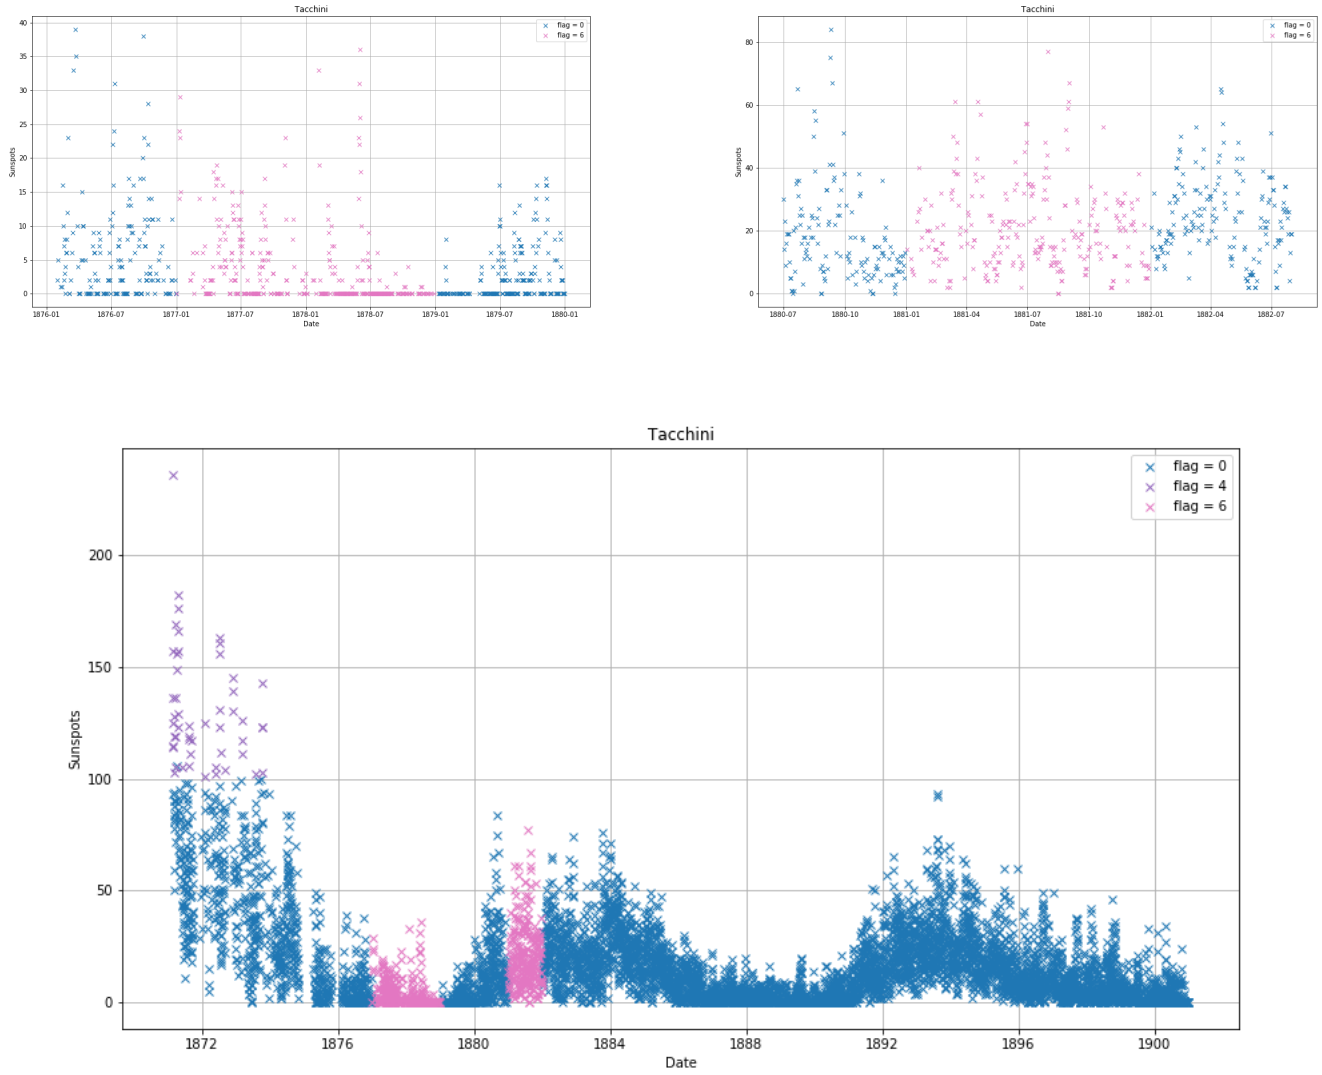 Tacchini
flag = 0
flag = 6
Sunspots
40
35
30
25
20
15
10
5
0
1876-01 1876-07 1877-01 1877-07 1878-01 1878-07 1879-01 1879-07 1880-01
Date
Tacchini
flag = 0
flag = 6
Sunspots
80
60
40
20
0
1880-07 1880-10 1881-01 1881-04 1881-07 1881-10 1882-01 1882-04 1882-07
Date
Tacchini
flag = 0
flag = 4
flag = 6
Sunspots
200
150
100
50
0
1872 1876 1880 1884 1888 1892 1896 1900
Date